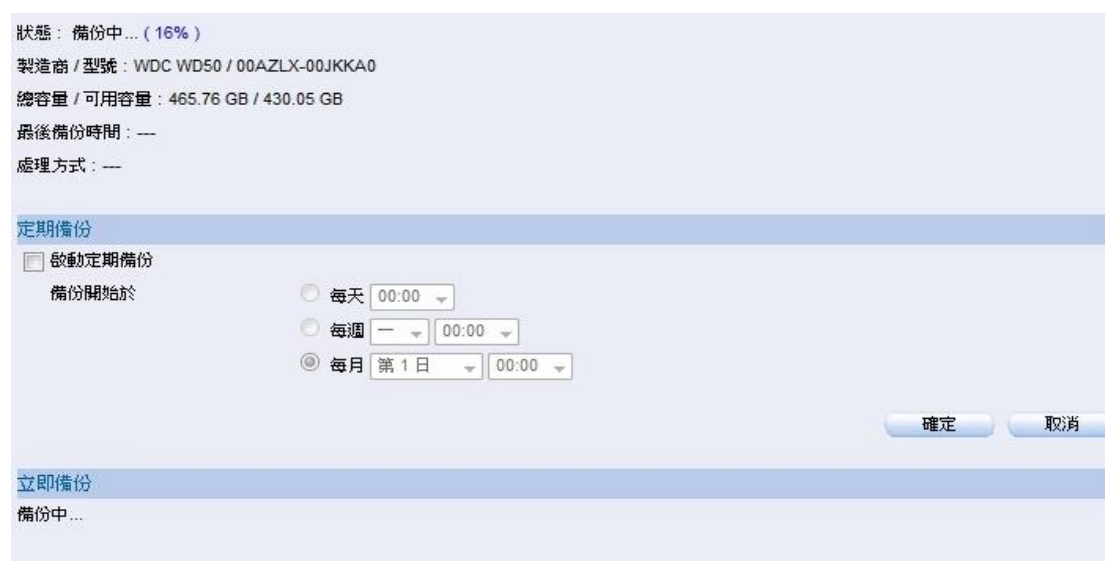 狀態： 備份中...（16%）
製造商 / 型號：WDC WD50 / 00AZLX-00JKKA0
總容量 / 可用容量：465.76 GB / 430.05 GB
最後備份時間：---
處理方式：---
定期備份
啟動定期備份
備份開始於 每天 00:00
每週 一 00:00
每月 第 1 日 00:00
確定 取消
立即備份
備份中...